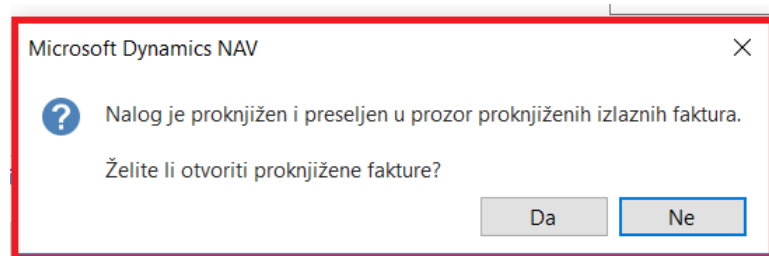 Microsoft Dynamics NAV
Nalog je proknjižen i preseljen u prozor proknjiženih izlaznih faktura.
Želite li otvoriti proknjižene fakture?
Da
Ne